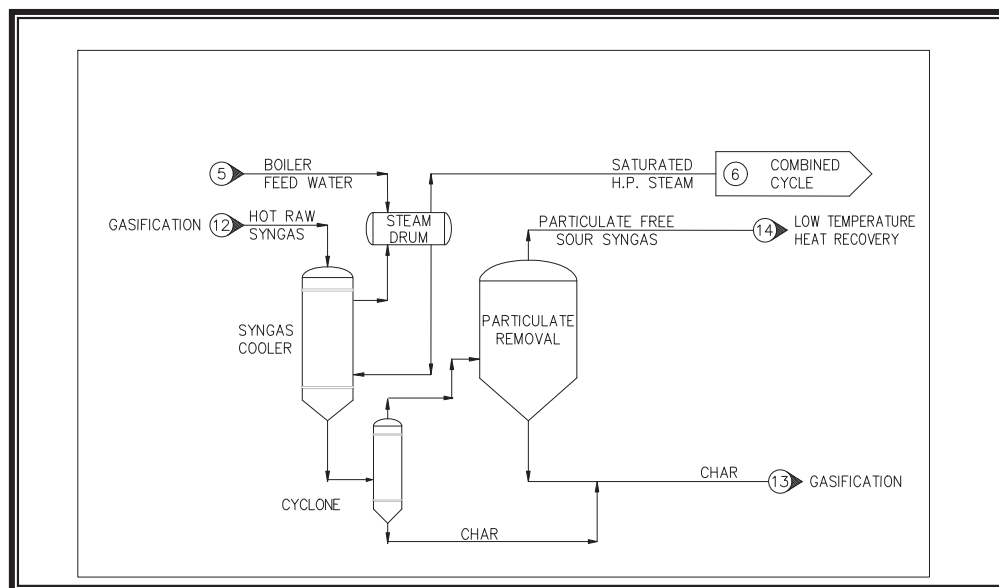 5
BOILER
FEED WATER
SATURATED
H.P. STEAM
6
COMBINED
CYCLE
GASIFICATION
12
HOT RAW
SYNGAS
STEAM
DRUM
PARTICULATE FREE
SOUR SYNGAS
14
LOW TEMPERATURE
HEAT RECOVERY
SYNGAS
COOLER
PARTICULATE
REMOVAL
CHAR
13
GASIFICATION
CYCLONE
CHAR